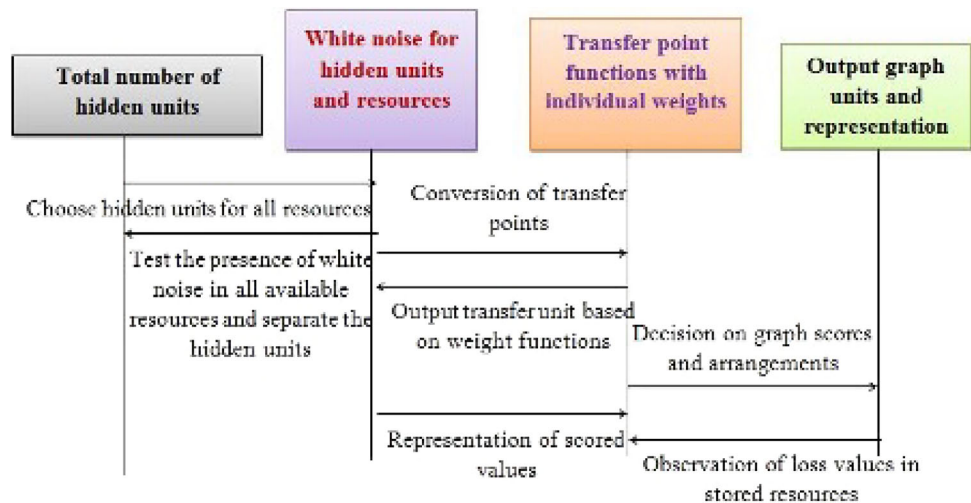 Total number of
hidden units
White noise for
hidden units
and resources
Transfer point
functions with
individual weights
Output graph
units and
representation
Choose hidden units for all resources
Conversion of transfer
points
Test the presence of white
noise in all available
resources and separate the
hidden units
Output transfer unit based
on weight functions
Decision on graph scores
and arrangements
Representation of scored
values
Observation of loss values in
stored resources